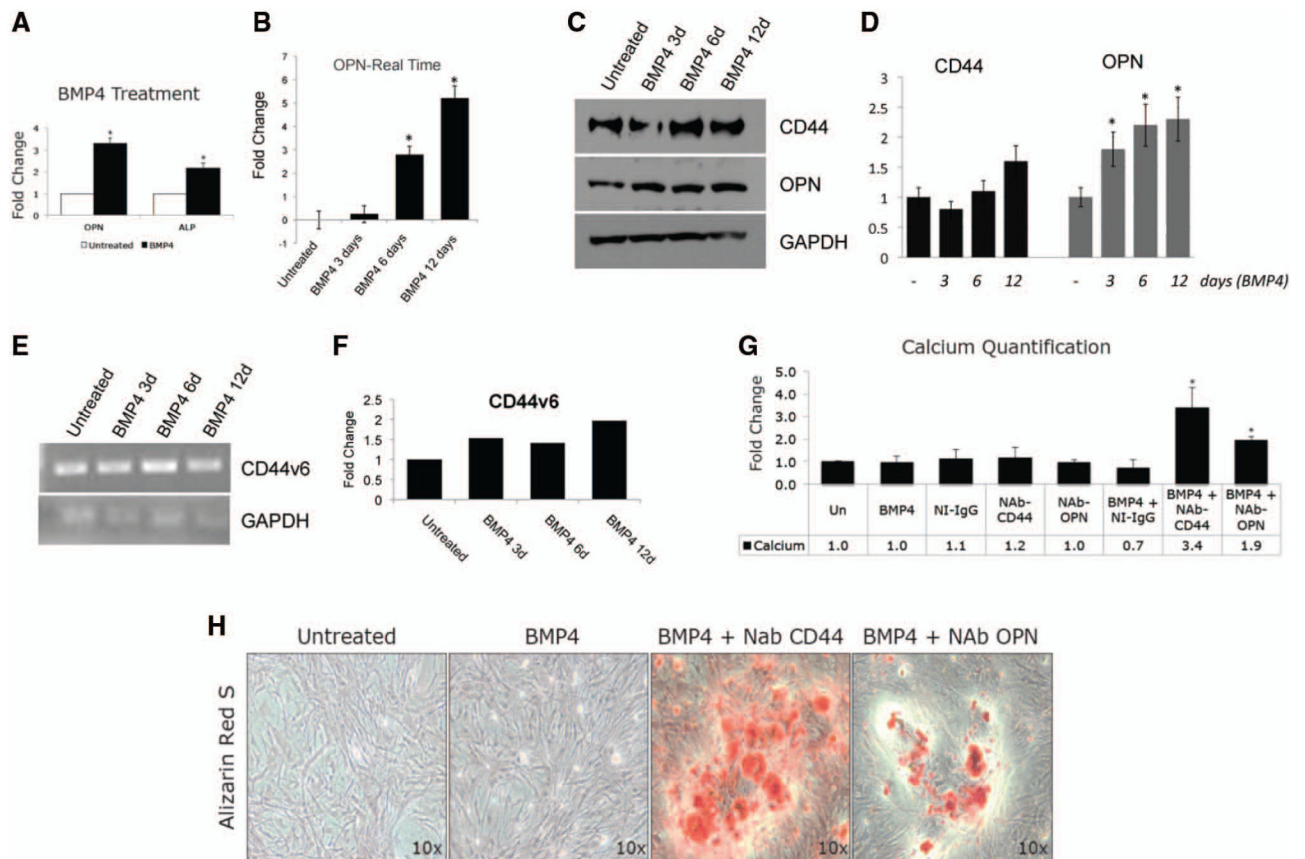 A
BMP4 Treatment
Fold Change
4
3
2
1
0
OPN ALP
Untreated BMP4
* *
B
OPN-Real Time
Fold Change
7
6
5
4
3
2
1
0
-1
* *
Untreated
BMP4 3 days
BMP4 6 days
BMP4 12 days
C
Untreated
BMP4 3d
BMP4 6d
BMP4 12d
CD44
OPN
GAPDH
D
CD44 OPN
3
2.5
2
1.5
1
0.5
0
* * *
- 3 6 12 - 3 6 12 days (BMP4)
E
Untreated
BMP4 3d
BMP4 6d
BMP4 12d
CD44v6
GAPDH
F
CD44v6
Fold Change
2.5
2
1.5
1
0.5
0
Untreated
BMP4 3d
BMP4 6d
BMP4 12d
G
Calcium Quantification
Fold Change
5.0
4.0
3.0
2.0
1.0
0.0
* *
Un BMP4 NI-IgG NAb-CD44 NAb-OPN BMP4 + NI-IgG BMP4 + NAb-CD44 BMP4 + NAb-OPN
Calcium 1.0 1.0 1.1 1.2 1.0 0.7 3.4 1.9
H
Untreated BMP4 BMP4 + Nab CD44 BMP4 + NAb OPN
Alizarin Red S
10x 10x 10x 10x